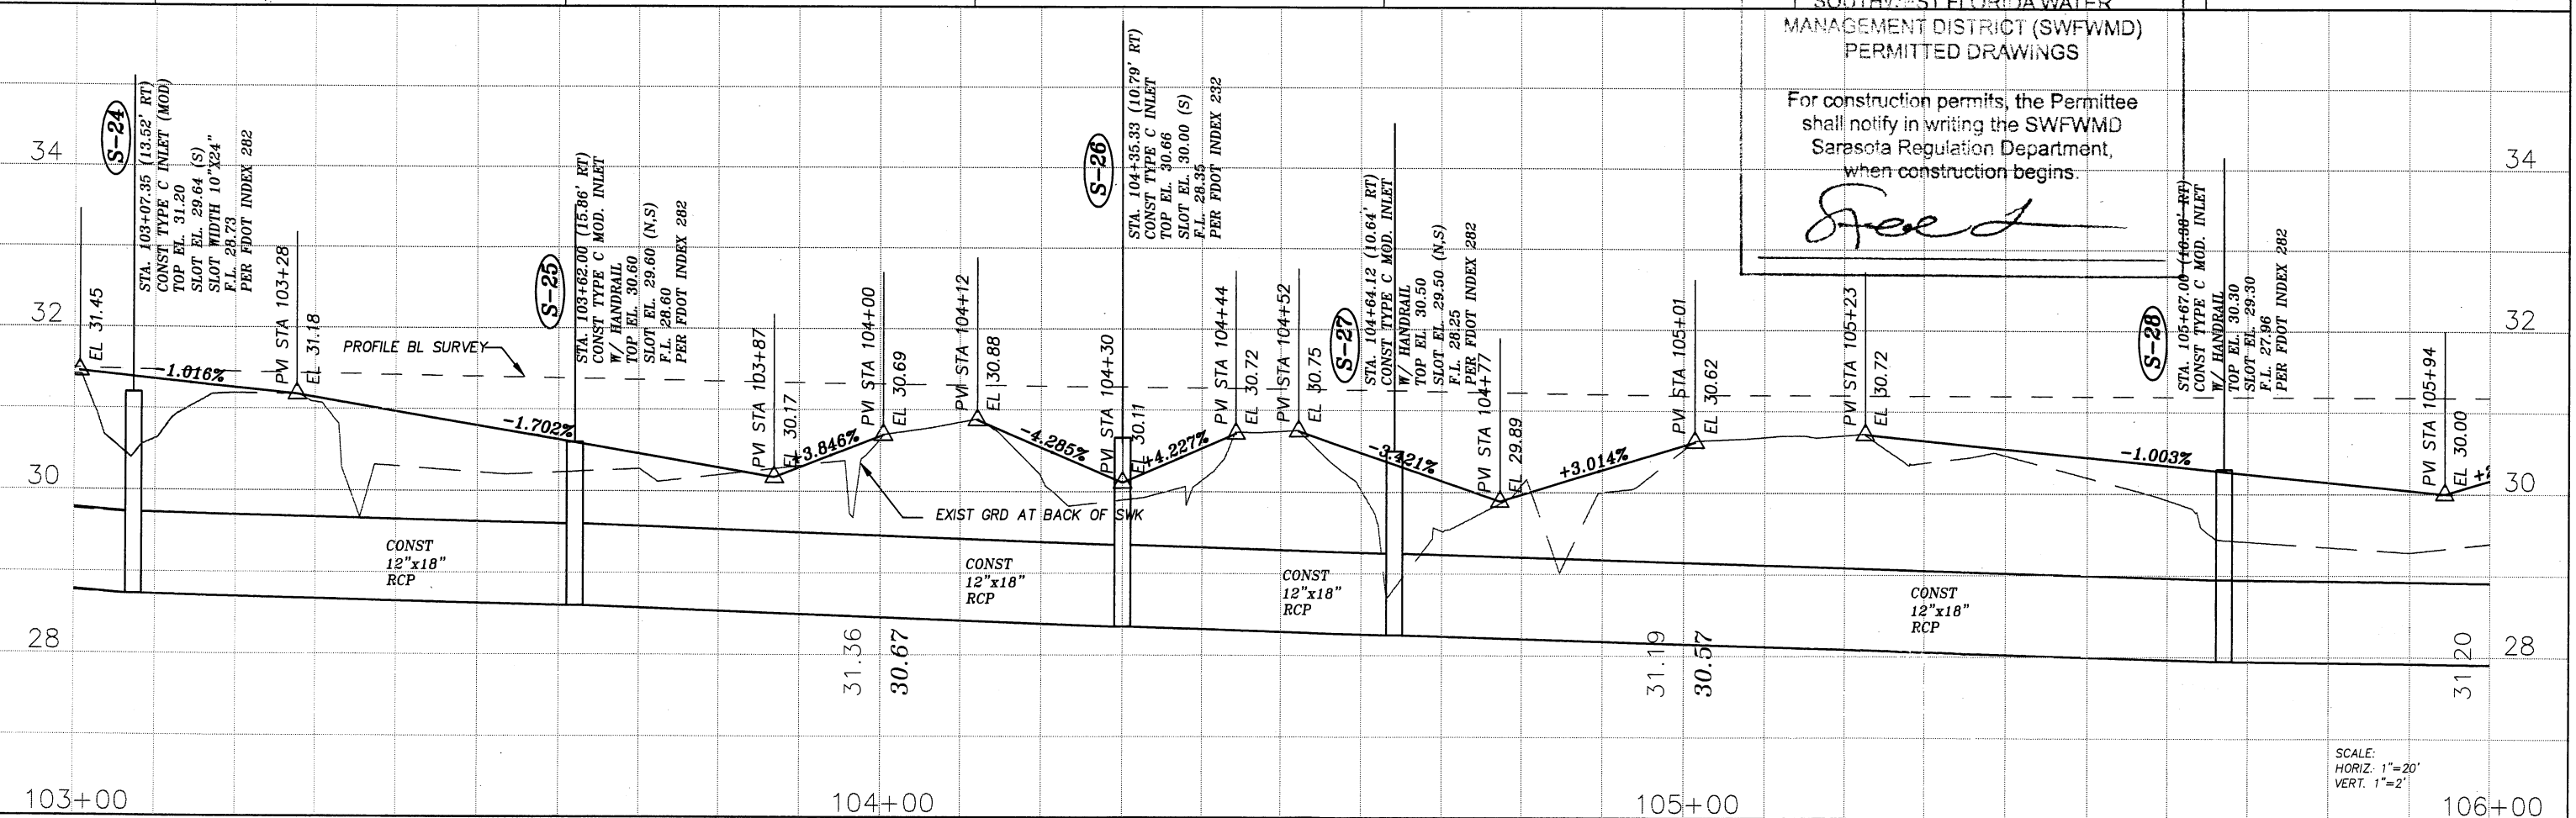 SOUTHWEST FLORIDA WATER
MANAGEMENT DISTRICT (SWFWMD)
PERMITTED DRAWINGS
For construction permits, the Permittee
shall notify in writing the SWFWMD
Sarasota Regulation Department,
when construction begins.
34
32
30
28
34
32
30
28
EL 31.45
S-24
STA. 103+07.35 (13.52' RT)
CONST TYPE C INLET (MOD)
TOP EL. 31.20
SLOT EL. 29.64 (S)
SLOT WIDTH 10"X24"
F.L. 28.73
PER FDOT INDEX 282
-1.016%
PVI STA 103+28
EL 31.18
PROFILE BL SURVEY
-1.702%
S-25
STA. 103+62.00 (15.86' RT)
CONST TYPE C MOD. INLET
W/ HANDRAIL
TOP EL. 30.60
SLOT EL. 29.60 (N,S)
F.L. 28.60
PER FDOT INDEX 282
PVI STA 103+87
EL 30.17
+3.846%
PVI STA 104+00
EL 30.69
PVI STA 104+12
EL 30.88
-4.285%
EXIST GRD AT BACK OF SWK
S-26
STA. 104+35.33 (10.79' RT)
CONST TYPE C INLET
TOP EL. 30.66
SLOT EL. 30.00 (S)
F.L. 28.35
PER FDOT INDEX 232
PVI STA 104+30
EL 30.11
+4.227%
PVI STA 104+44
EL 30.72
PVI STA 104+52
EL 30.75
S-27
STA. 104+64.12 (10.64' RT)
CONST TYPE C MOD. INLET
W/ HANDRAIL
TOP EL. 30.50
SLOT EL. 29.50 (N,S)
F.L. 28.25
PER FDOT INDEX 282
-3.421%
PVI STA 104+77
EL 29.89
+3.014%
PVI STA 105+01
EL 30.62
PVI STA 105+23
EL 30.72
-1.003%
S-28
STA. 105+67.00
CONST TYPE C MOD. INLET
W/ HANDRAIL
TOP EL. 30.30
SLOT EL. 29.30
F.L. 27.96
PER FDOT INDEX 282
PVI STA 105+94
EL 30.00
CONST
12"x18"
RCP
CONST
12"x18"
RCP
CONST
12"x18"
RCP
CONST
12"x18"
RCP
31.36
30.67
31.19
30.57
31.20
SCALE:
HORIZ. 1"=20'
VERT. 1"=2'
103+00
104+00
105+00
106+00